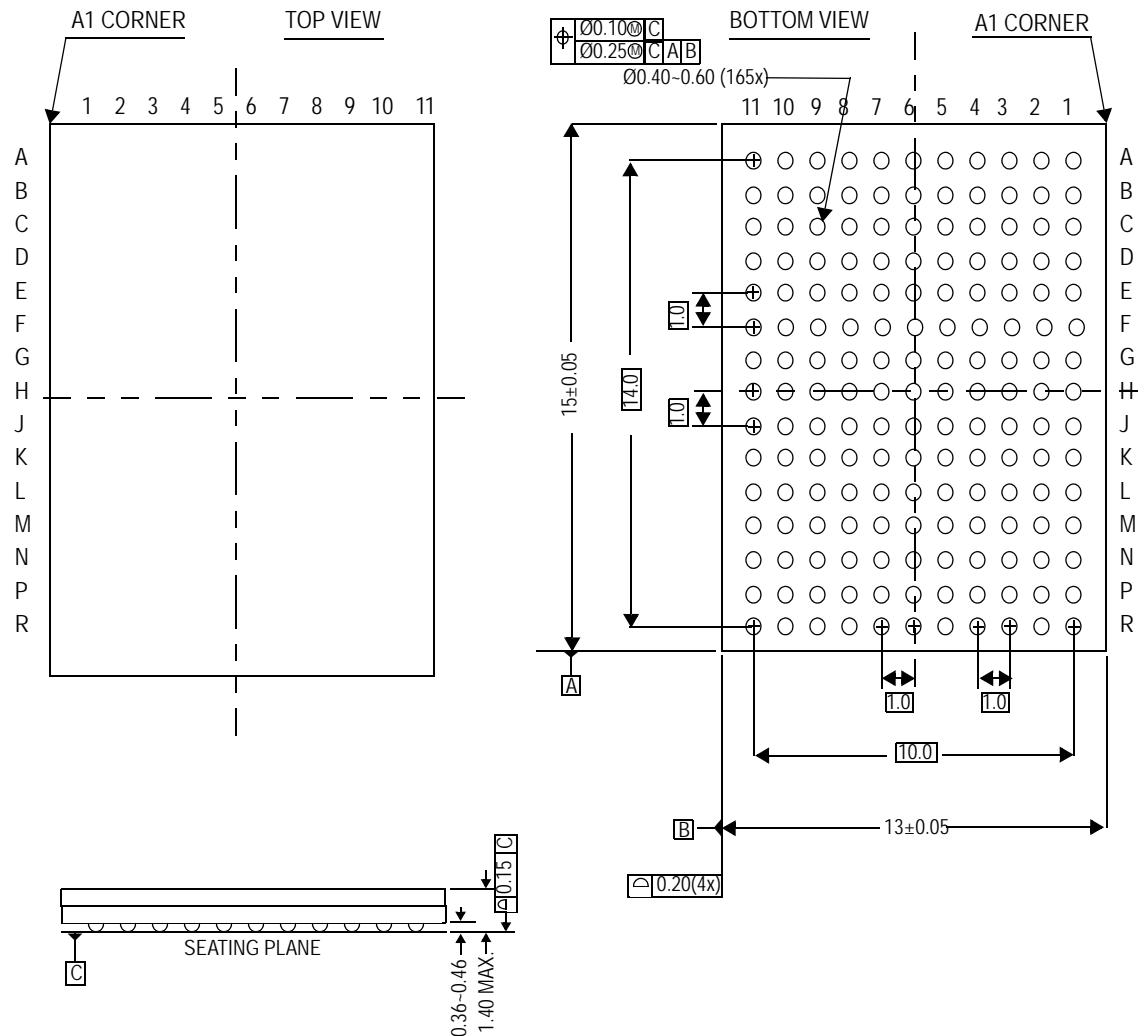 A1 CORNER
TOP VIEW
Ø0.10Ⓜ C
Ø0.25Ⓜ C A B
BOTTOM VIEW
A1 CORNER
Ø0.40~0.60 (165x)
1 2 3 4 5 6 7 8 9 10 11
11 10 9 8 7 6 5 4 3 2 1
A
B
C
D
E
F
G
H
J
K
L
M
N
P
R
A
B
C
D
E
F
G
H
J
K
L
M
N
P
R
15±0.05
14.0
1.0
1.0
A
1.0
1.0
10.0
B
13±0.05
0.20(4x)
0.15 C
SEATING PLANE
C
0.36~0.46
1.40 MAX.